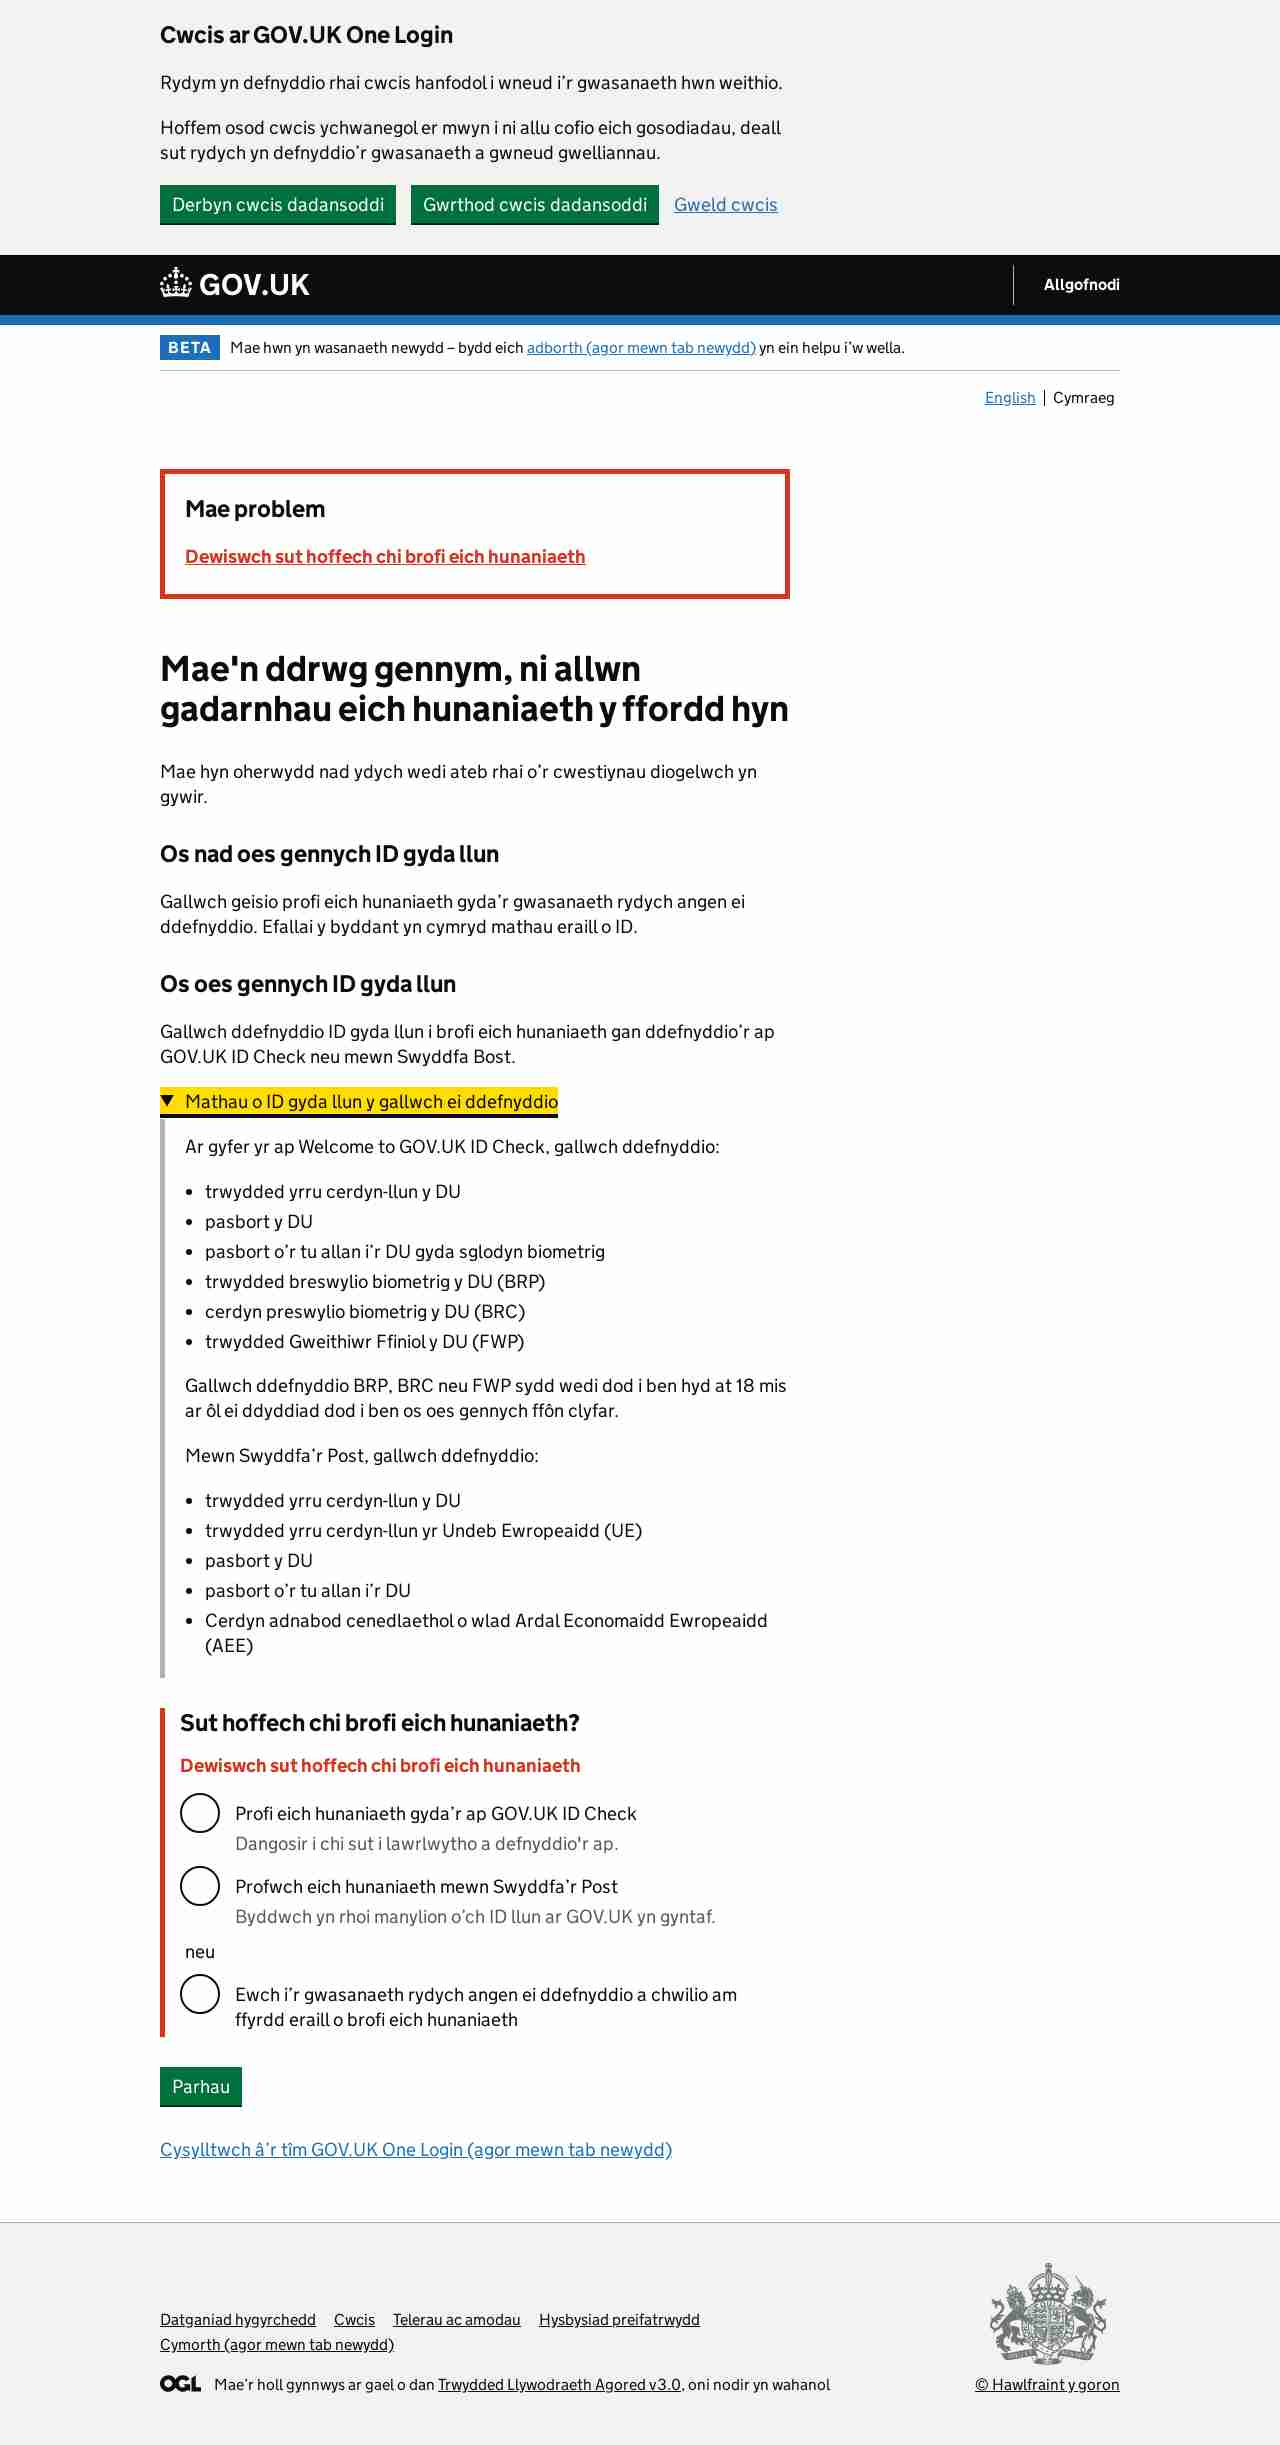 Cwcis ar GOV.UK One Login
Rydym yn defnyddio rhai cwcis hanfodol i wneud i’r gwasanaeth hwn weithio.
Hoffem osod cwcis ychwanegol er mwyn i ni allu cofio eich gosodiadau, deall
sut rydych yn defnyddio’r gwasanaeth a gwneud gwelliannau.
Derbyn cwcis dadansoddi Gwrthod cwcis dadansoddi Gweld cwcis
GOV.UK Allgofnodi
BETA Mae hwn yn wasanaeth newydd – bydd eich adborth (agor mewn tab newydd) yn ein helpu i’w wella.
English Cymraeg
Mae problem
Dewiswch sut hoffech chi brofi eich hunaniaeth
Mae'n ddrwg gennym, ni allwn
gadarnhau eich hunaniaeth y ffordd hyn
Mae hyn oherwydd nad ydych wedi ateb rhai o’r cwestiynau diogelwch yn
gywir.
Os nad oes gennych ID gyda llun
Gallwch geisio profi eich hunaniaeth gyda’r gwasanaeth rydych angen ei
ddefnyddio. Efallai y byddant yn cymryd mathau eraill o ID.
Os oes gennych ID gyda llun
Gallwch ddefnyddio ID gyda llun i brofi eich hunaniaeth gan ddefnyddio’r ap
GOV.UK ID Check neu mewn Swyddfa Bost.
Mathau o ID gyda llun y gallwch ei ddefnyddio
Ar gyfer yr ap Welcome to GOV.UK ID Check, gallwch ddefnyddio:
• trwydded yrru cerdyn-llun y DU
• pasbort y DU
• pasbort o’r tu allan i’r DU gyda sglodyn biometrig
• trwydded breswylio biometrig y DU (BRP)
• cerdyn preswylio biometrig y DU (BRC)
• trwydded Gweithiwr Ffiniol y DU (FWP)
Gallwch ddefnyddio BRP, BRC neu FWP sydd wedi dod i ben hyd at 18 mis
ar ôl ei ddyddiad dod i ben os oes gennych ffôn clyfar.
Mewn Swyddfa’r Post, gallwch ddefnyddio:
• trwydded yrru cerdyn-llun y DU
• trwydded yrru cerdyn-llun yr Undeb Ewropeaidd (UE)
• pasbort y DU
• pasbort o’r tu allan i’r DU
• Cerdyn adnabod cenedlaethol o wlad Ardal Economaidd Ewropeaidd
(AEE)
Sut hoffech chi brofi eich hunaniaeth?
Dewiswch sut hoffech chi brofi eich hunaniaeth
Profi eich hunaniaeth gyda’r ap GOV.UK ID Check
Dangosir i chi sut i lawrlwytho a defnyddio'r ap.
Profwch eich hunaniaeth mewn Swyddfa’r Post
Byddwch yn rhoi manylion o’ch ID llun ar GOV.UK yn gyntaf.
neu
Ewch i’r gwasanaeth rydych angen ei ddefnyddio a chwilio am
ffyrdd eraill o brofi eich hunaniaeth
Parhau
Cysylltwch â’r tîm GOV.UK One Login (agor mewn tab newydd)
Datganiad hygyrchedd Cwcis Telerau ac amodau Hysbysiad preifatrwydd
Cymorth (agor mewn tab newydd)
OGL Mae’r holl gynnwys ar gael o dan Trwydded Llywodraeth Agored v3.0, oni nodir yn wahanol
© Hawlfraint y goron